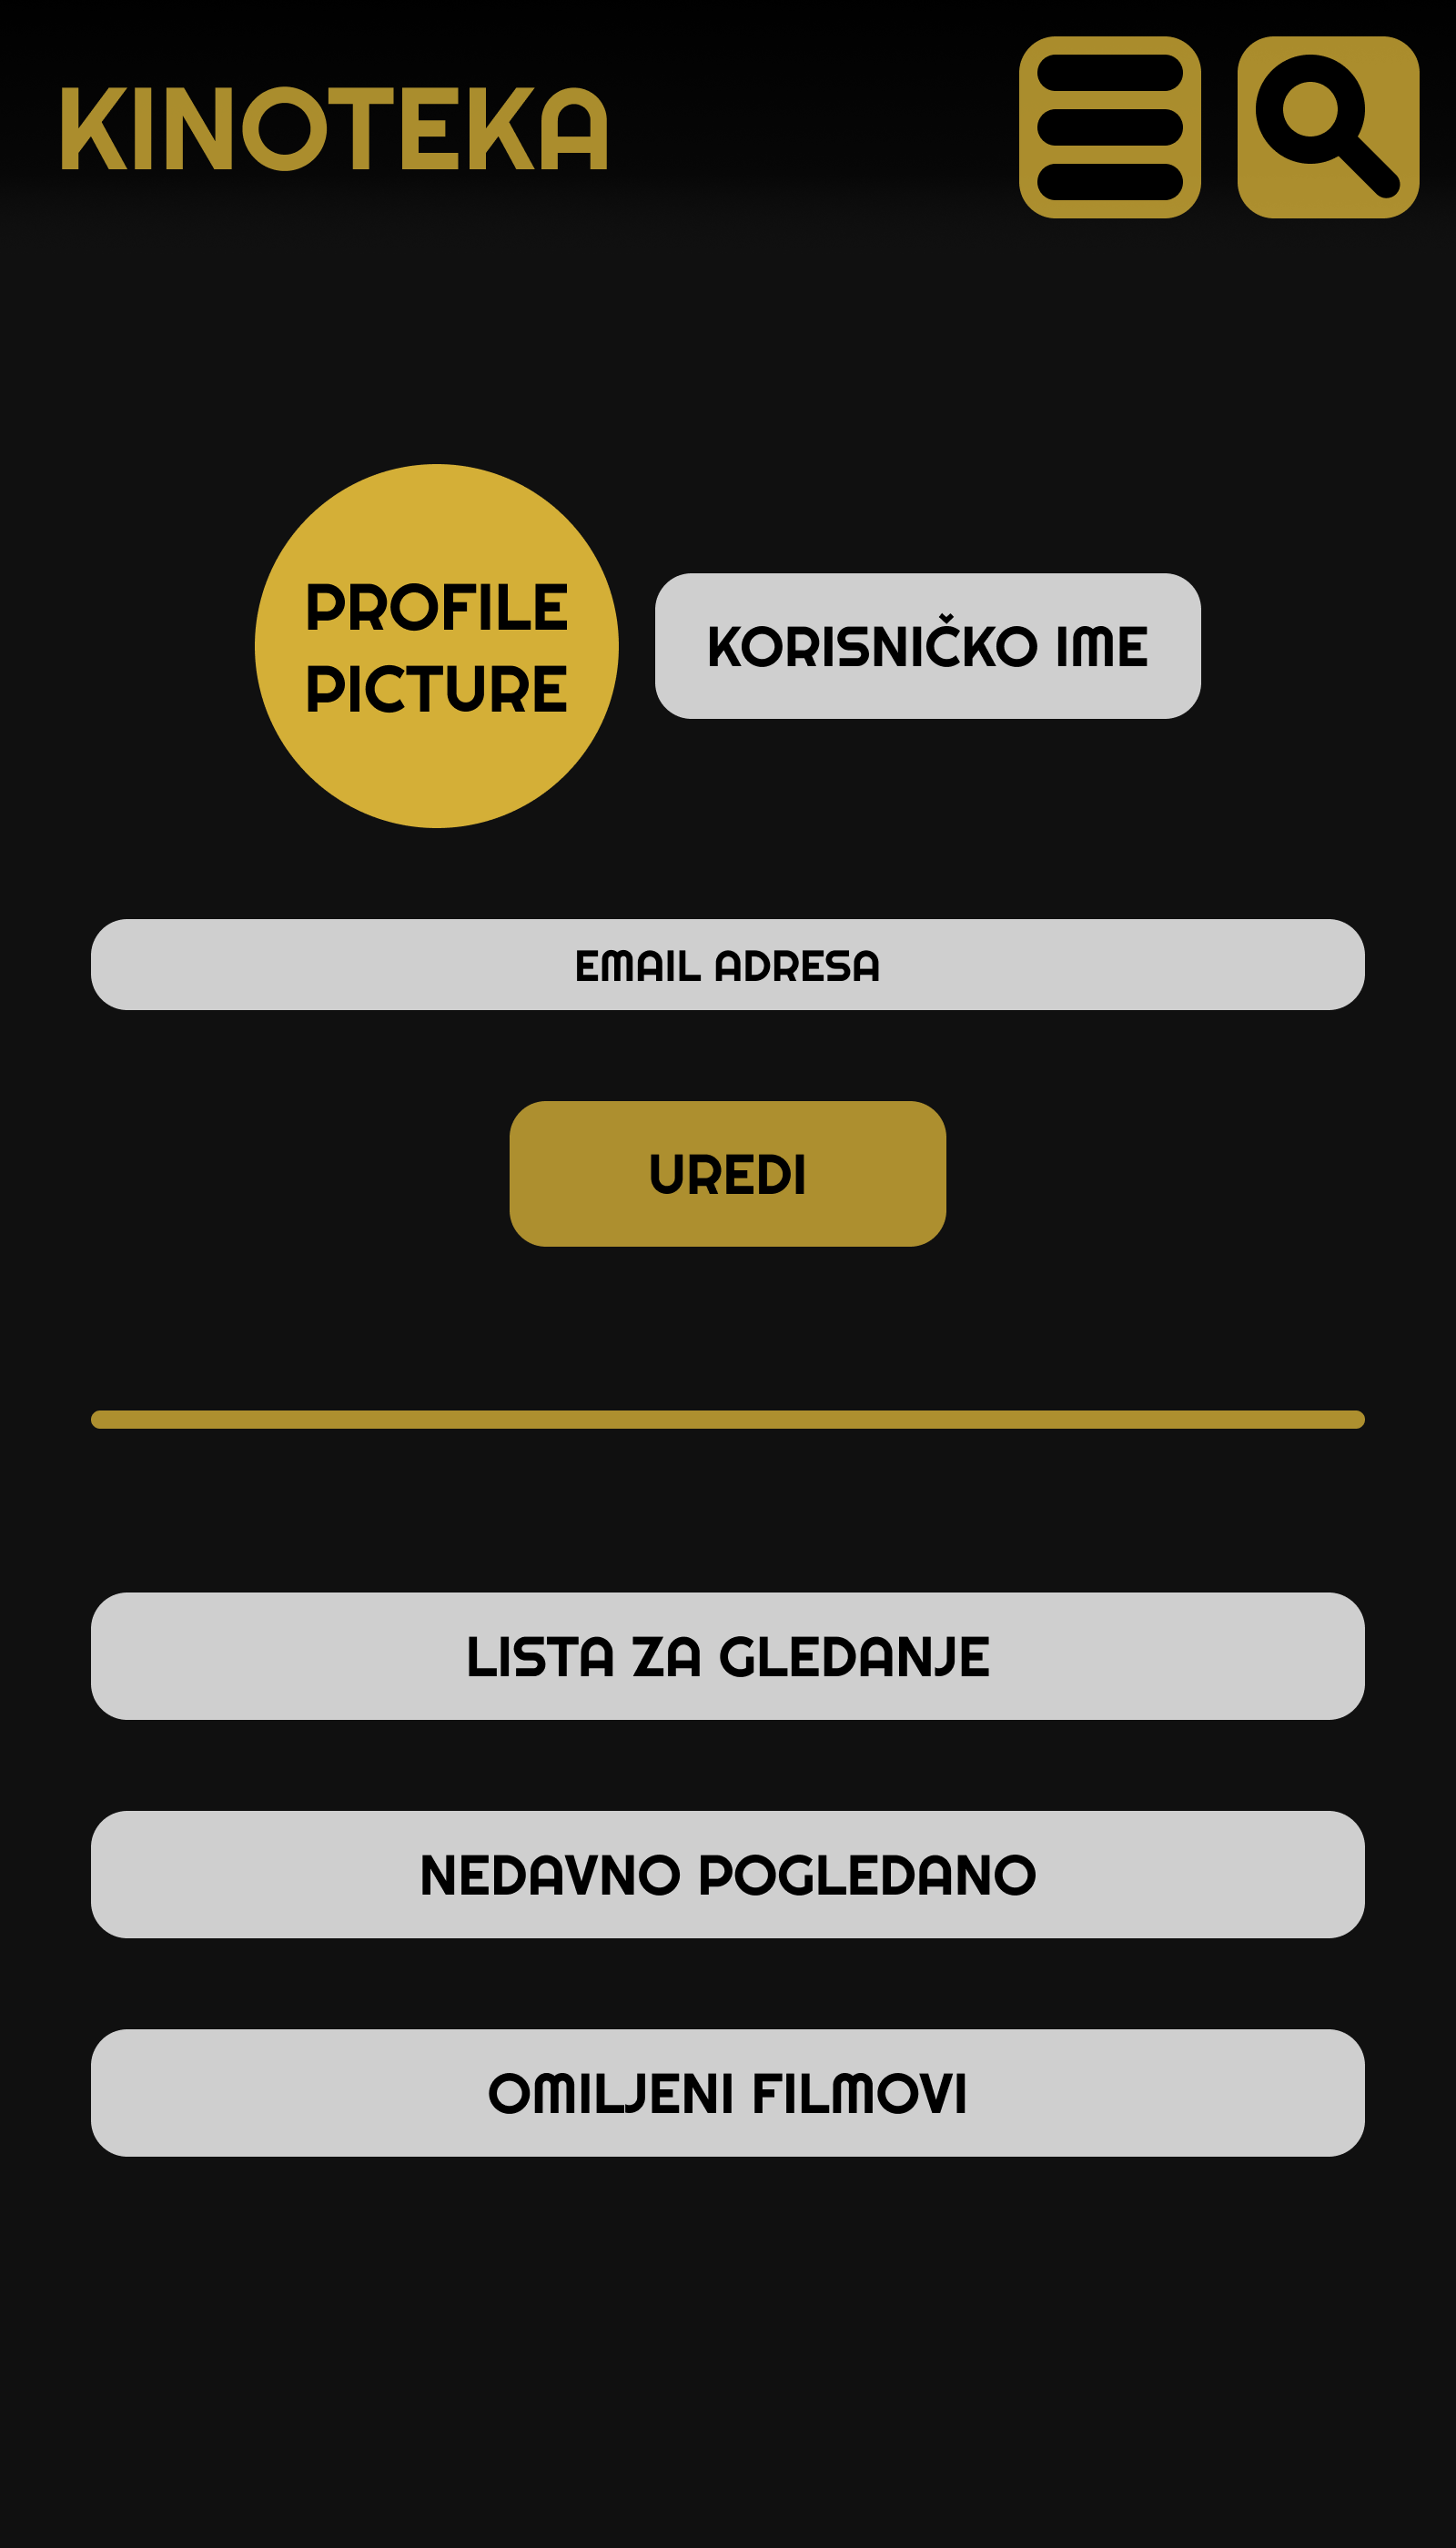 KINOTEKA
PROFILE
PICTURE
KORISNIČKO IME
EMAIL ADRESA
UREDI
LISTA ZA GLEDANJE
NEDAVNO POGLEDANO
OMILJENI FILMOVI